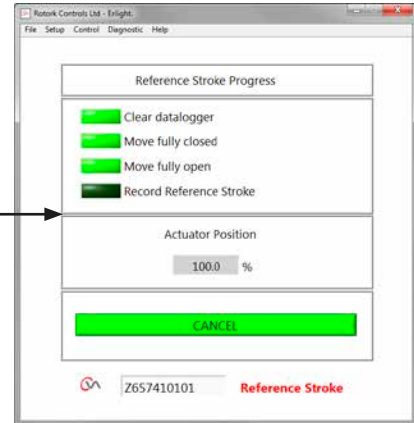 Rotork Controls Ltd - Enlight.
File Setup Control Diagnostic Help
Reference Stroke Progress
Clear datalogger
Move fully closed
Move fully open
Record Reference Stroke
Actuator Position
100.0 %
CANCEL
Z657410101 Reference Stroke